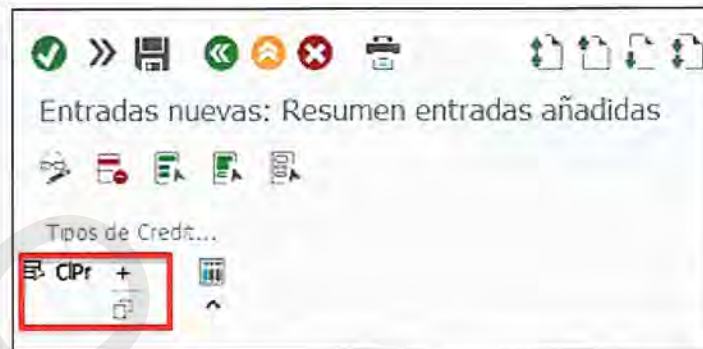 Entradas nuevas: Resumen entradas añadidas
Tipos de Credit...
ClPr +